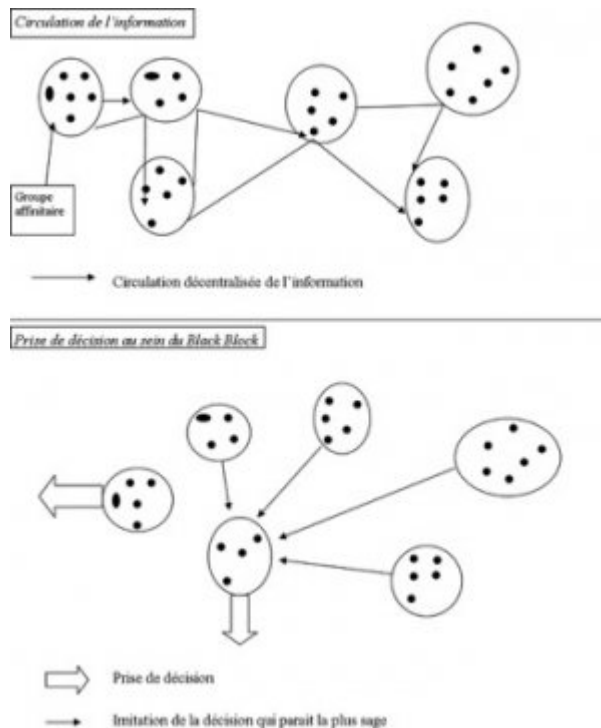 Circulation de l'information
Groupe
affinitaire
Circulation décentralisée de l'information
Prise de décision au sein du Black Block
Prise de décision
Imitation de la décision qui parait la plus sage